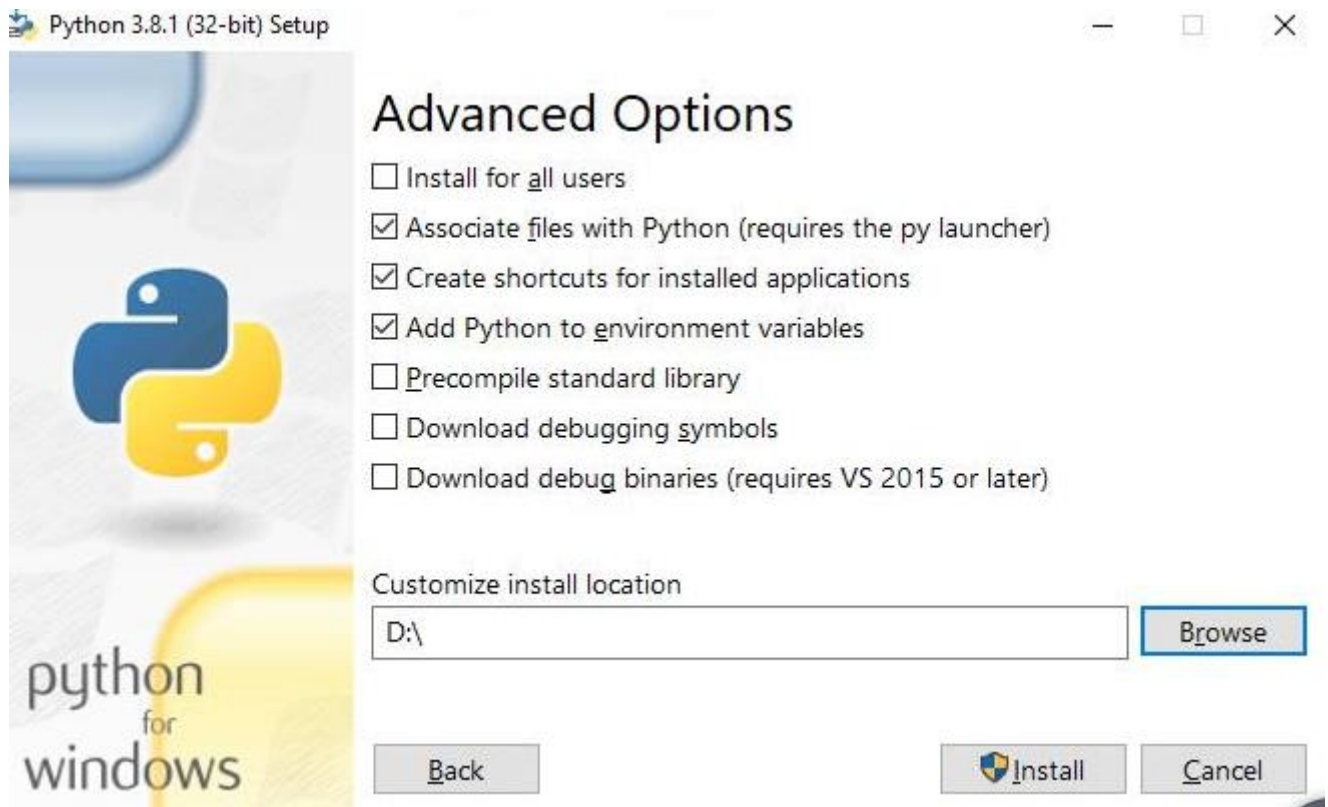 Python 3.8.1 (32-bit) Setup
Advanced Options
Install for all users
Associate files with Python (requires the py launcher)
Create shortcuts for installed applications
Add Python to environment variables
Precompile standard library
Download debugging symbols
Download debug binaries (requires VS 2015 or later)
Customize install location
D:\
Browse
python
for
windows
Back
Install
Cancel